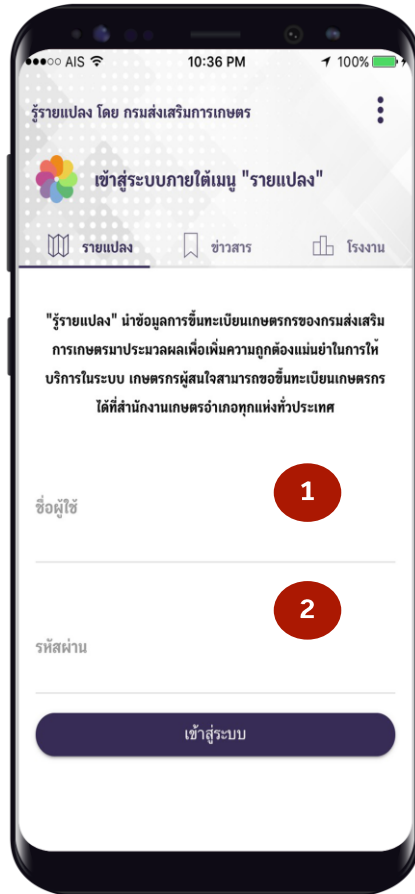 AIS 10:36 PM 100%
รู้รายแปลง โดย กรมส่งเสริมการเกษตร
เข้าสู่ระบบภายใต้เมนู "รายแปลง"
รายแปลง ข่าวสาร โรงงาน
"รู้รายแปลง" นำข้อมูลการขึ้นทะเบียนเกษตรกรของกรมส่งเสริม
การเกษตรมาประมวลผลเพื่อเพิ่มความถูกต้องแม่นยำในการให้
บริการในระบบ เกษตรกรผู้สนใจสามารถขอขึ้นทะเบียนเกษตรกร
ได้ที่สำนักงานเกษตรอำเภอทุกแห่งทั่วประเทศ
1
ชื่อผู้ใช้
2
รหัสผ่าน
เข้าสู่ระบบ